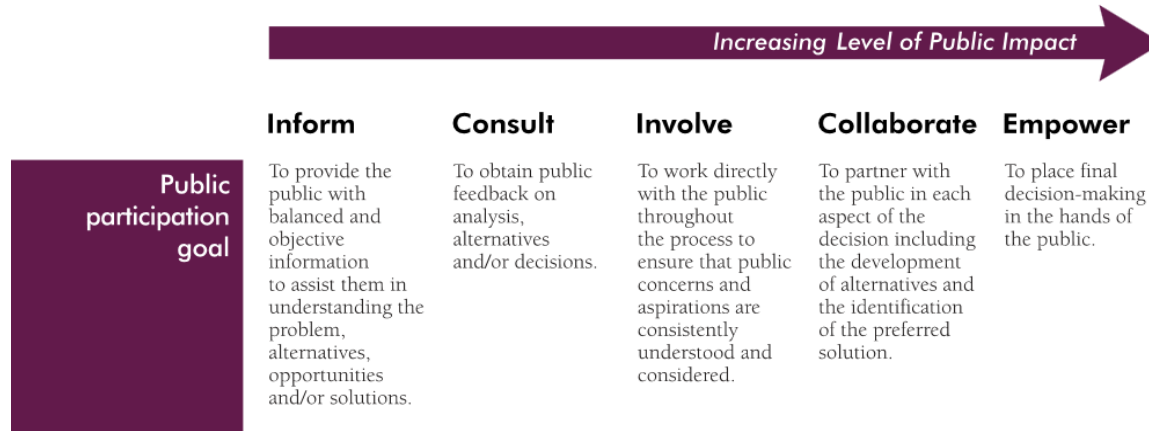 Increasing Level of Public Impact
Inform
Consult
Involve
Collaborate
Empower
Public
participation
goal
To provide the
public with
balanced and
objective
information
to assist them in
understanding the
problem,
alternatives,
opportunities
and/or solutions.
To obtain public
feedback on
analysis,
alternatives
and/or decisions.
To work directly
with the public
throughout
the process to
ensure that public
concerns and
aspirations are
consistently
understood and
considered.
To partner with
the public in each
aspect of the
decision including
the development
of alternatives and
the identification
of the preferred
solution.
To place final
decision-making
in the hands of
the public.